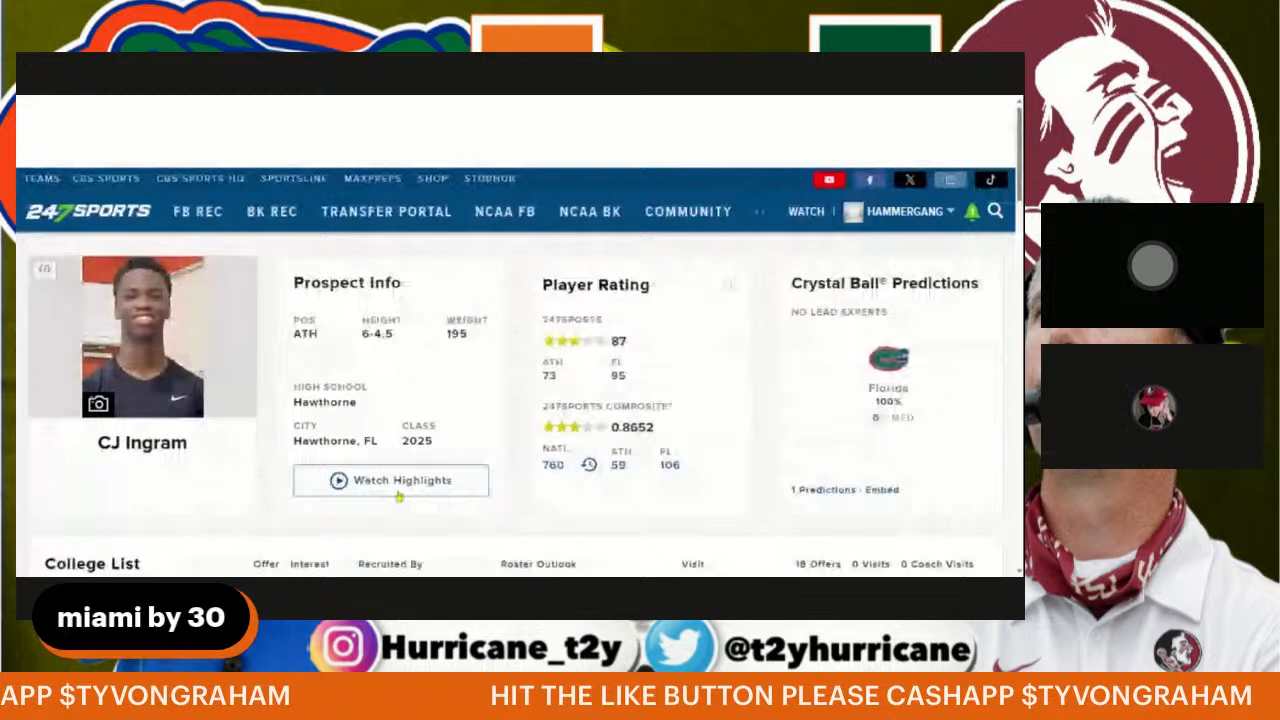 TEAMS CBS SPORTS CBS SPORTS HQ SPORTSLINE MAXPREPS SHOP STUBHUB
247SPORTS FB REC BK REC TRANSFER PORTAL NCAA FB NCAA BK COMMUNITY WATCH HAMMERGANG
CJ Ingram
Prospect Info
POS HEIGHT WEIGHT
ATH 6-4.5 195
HIGH SCHOOL
Hawthorne
CITY CLASS
Hawthorne, FL 2025
Watch Highlights
Player Rating
247SPORTS
87
ATH FL
73 95
247SPORTS COMPOSITE®
0.8652
NATL. ATH FL
760 59 106
Crystal Ball® Predictions
NO LEAD EXPERTS
Florida
100%
MED
1 Predictions · Embed
College List Offer Interest Recruited By Roster Outlook Visit 18 Offers 0 Visits 0 Coach Visits
miami by 30
Hurricane_t2y @t2yhurricane
APP $TYVONGRAHAM HIT THE LIKE BUTTON PLEASE CASHAPP $TYVONGRAHAM